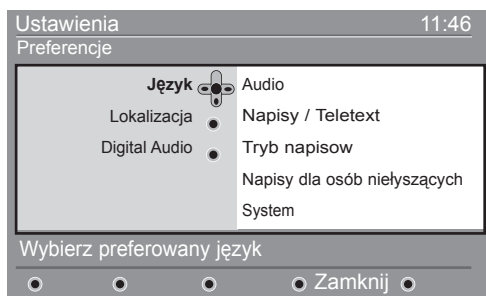 Ustawienia 11:46
Preferencje
Język
Lokalizacja
Digital Audio
Audio
Napisy / Teletext
Tryb napisow
Napisy dla osób niełyszących
System
Wybierz preferowany język
Zamknij